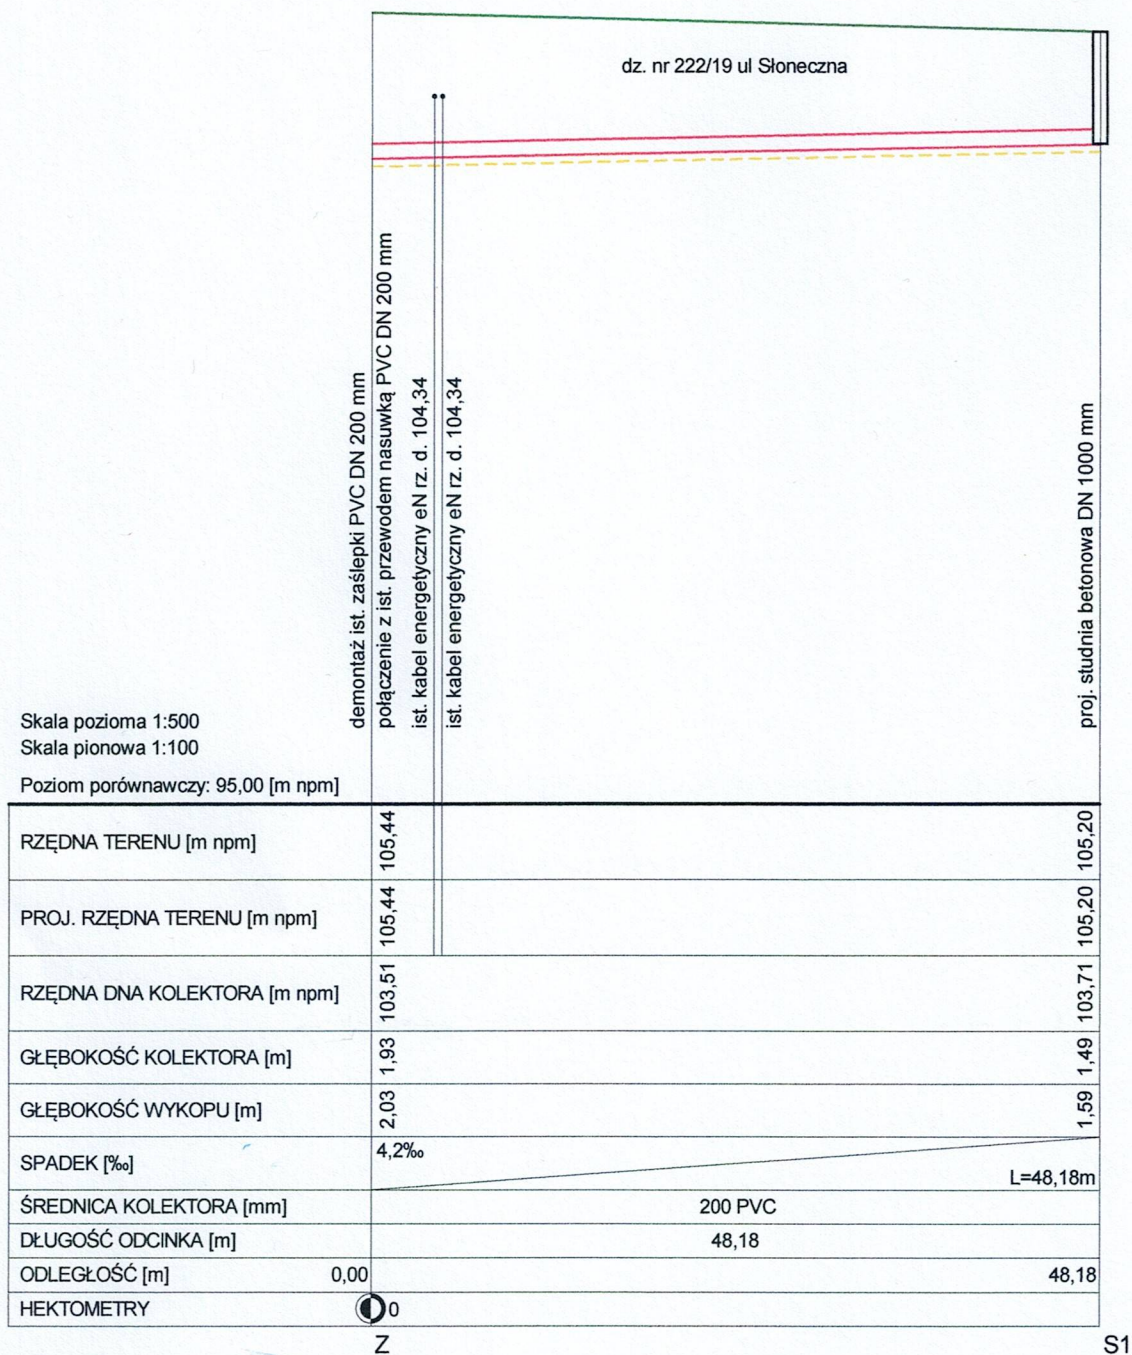 dz. nr 222/19 ul Słoneczna
demontaż ist. zaślepki PVC DN 200 mm
połączenie z ist. przewodem nasuwką PVC DN 200 mm
ist. kabel energetyczny eN rz. d. 104,34
ist. kabel energetyczny eN rz. d. 104,34
proj. studnia betonowa DN 1000 mm
Skala pozioma 1:500
Skala pionowa 1:100
Poziom porównawczy: 95,00 [m npm]
RZĘDNA TERENU [m npm] 105,44 105,20
PROJ. RZĘDNA TERENU [m npm] 105,44 105,20
RZĘDNA DNA KOLEKTORA [m npm] 103,51 103,71
GŁĘBOKOŚĆ KOLEKTORA [m] 1,93 1,49
GŁĘBOKOŚĆ WYKOPU [m] 2,03 1,59
SPADEK [‰] 4,2‰ L=48,18m
ŚREDNICA KOLEKTORA [mm] 200 PVC
DŁUGOŚĆ ODCINKA [m] 48,18
ODLEGŁOŚĆ [m] 0,00 48,18
HEKTOMETRY 0
Z S1